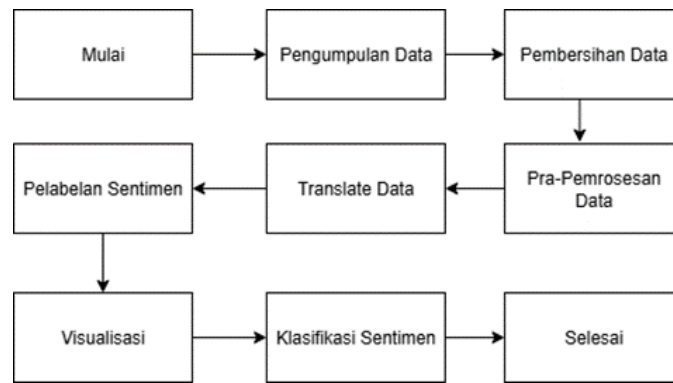 Mulai
Pengumpulan Data
Pembersihan Data
Pra-Pemrosesan
Data
Translate Data
Pelabelan Sentimen
Visualisasi
Klasifikasi Sentimen
Selesai